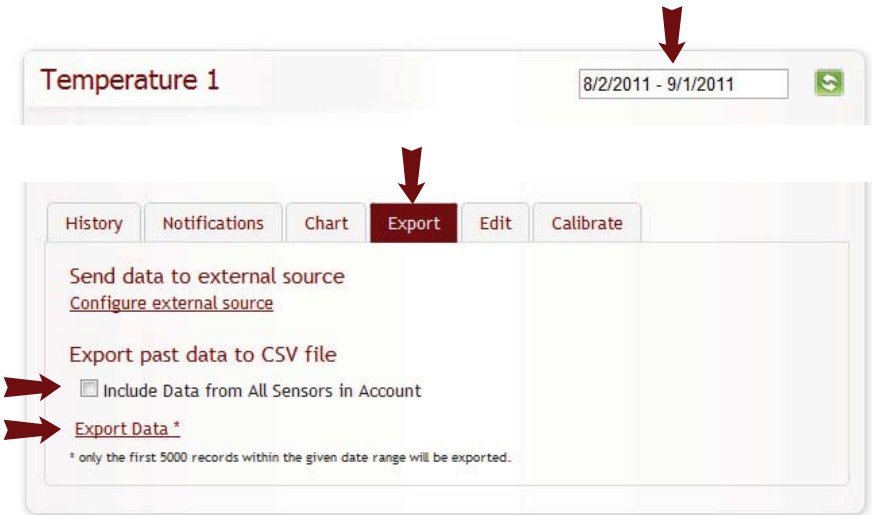 Temperature 1
8/2/2011 - 9/1/2011
History Notifications Chart Export Edit Calibrate
Send data to external source
Configure external source
Export past data to CSV file
Include Data from All Sensors in Account
Export Data *
* only the first 5000 records within the given date range will be exported.